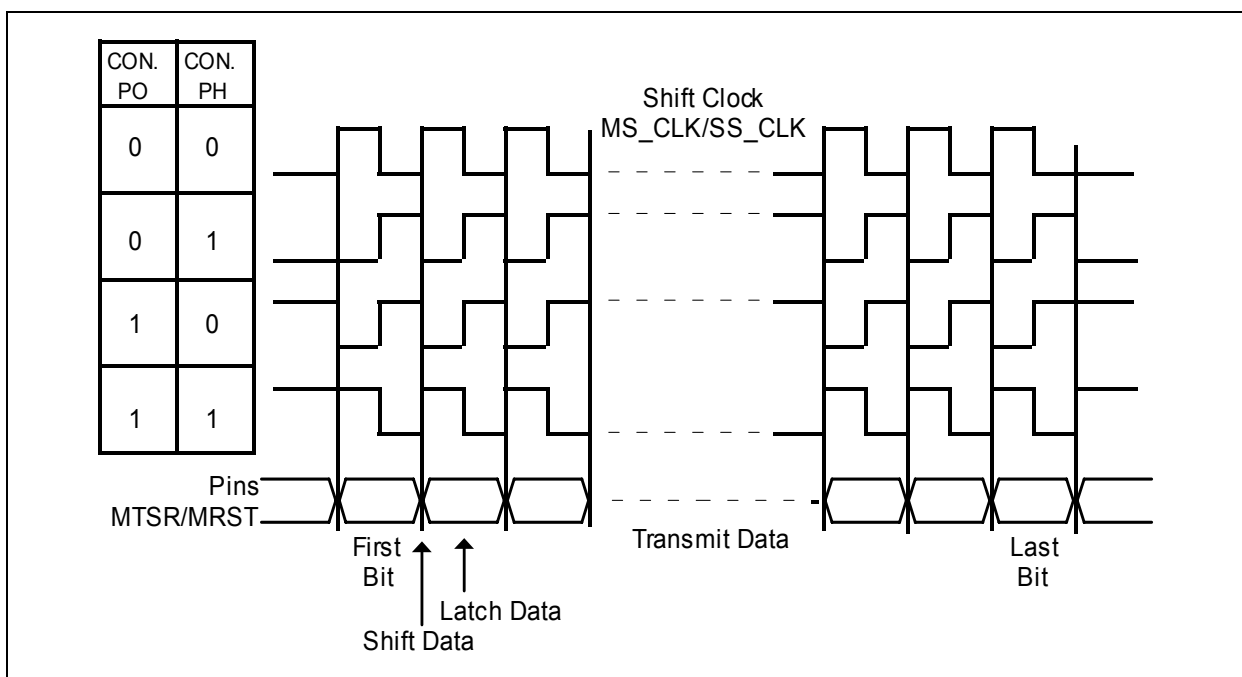 CON. CON.
PO PH
0 0
0 1
1 0
1 1
Shift Clock
MS_CLK/SS_CLK
Pins
MTSR/MRST
First
Bit
Transmit Data
Last
Bit
Latch Data
Shift Data